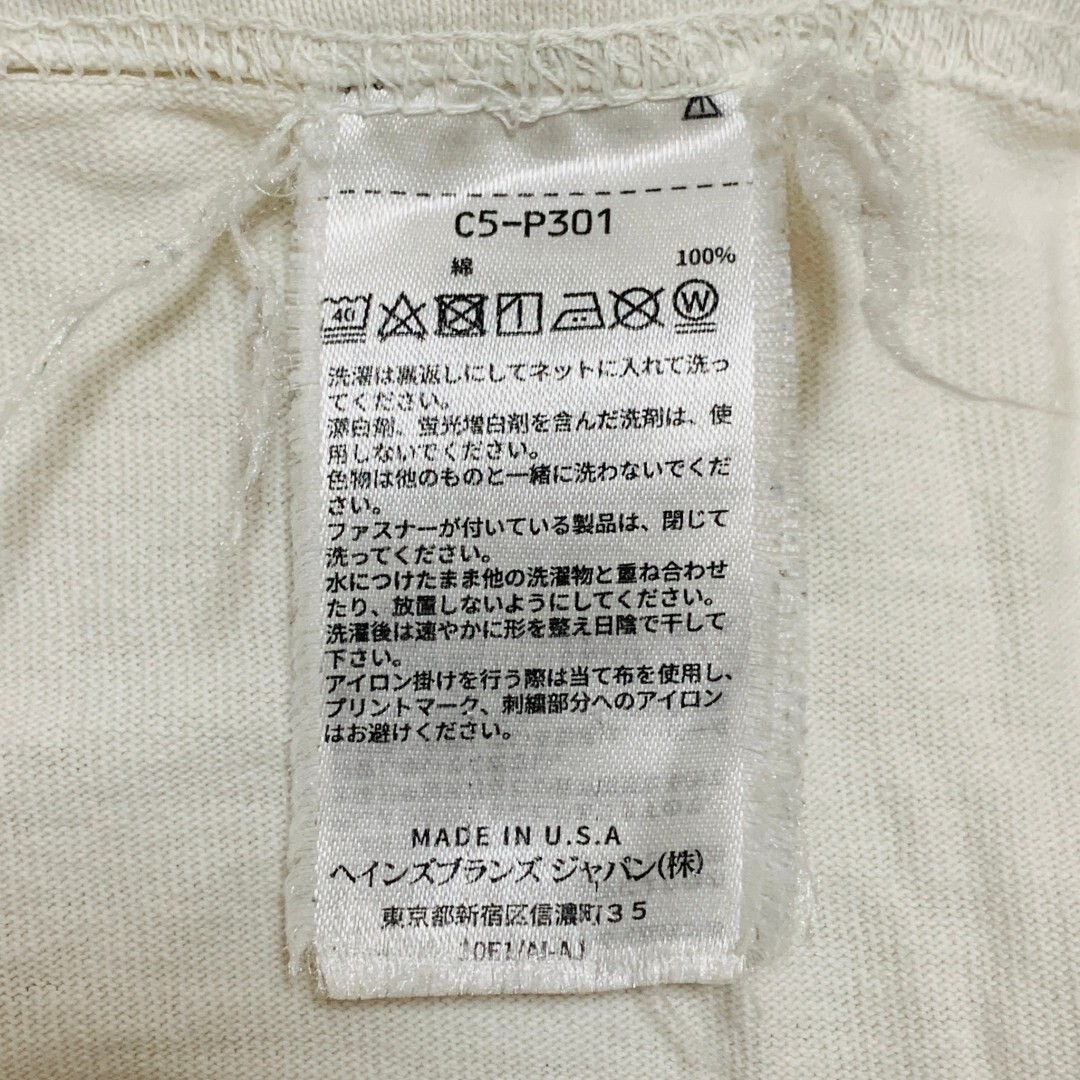 C5-P301
綿 100%
40 W
洗濯は裏返しにしてネットに入れて洗っ
てください。
漂白剤、蛍光増白剤を含んだ洗剤は、使
用しないでください。
色物は他のものと一緒に洗わないでくだ
さい。
ファスナーが付いている製品は、閉じて
洗ってください。
水につけたまま他の洗濯物と重ね合わせ
たり、放置しないようにしてください。
洗濯後は速やかに形を整え日陰で干して
下さい。
アイロン掛けを行う際は当て布を使用し、
プリントマーク、刺繍部分へのアイロン
はお避けください。
MADE IN U.S.A
ヘインズブランズ ジャパン(株)
東京都新宿区信濃町35